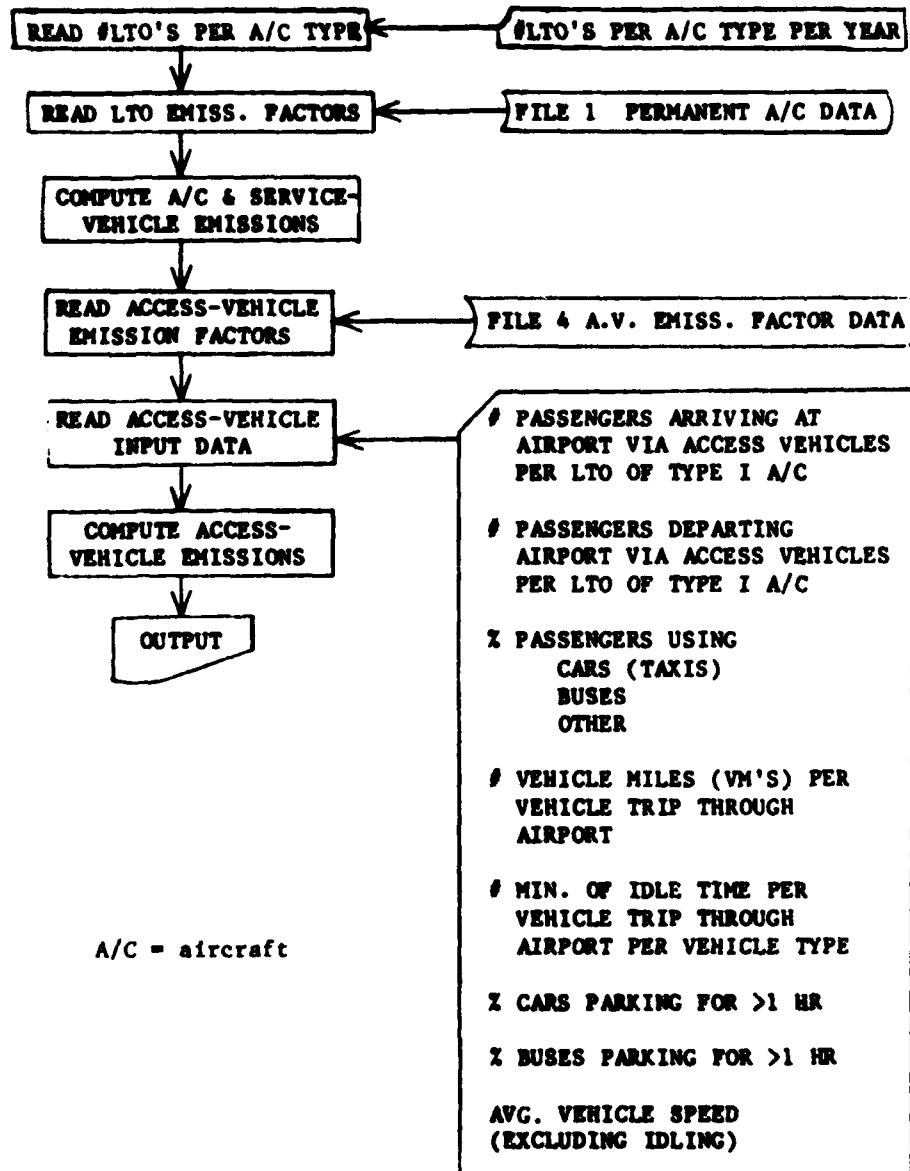 READ #LTO'S PER A/C TYPE
#LTO'S PER A/C TYPE PER YEAR
READ LTO EMISS. FACTORS
FILE 1 PERMANENT A/C DATA
COMPUTE A/C & SERVICE-
VEHICLE EMISSIONS
READ ACCESS-VEHICLE
EMISSION FACTORS
FILE 4 A.V. EMISS. FACTOR DATA
READ ACCESS-VEHICLE
INPUT DATA
COMPUTE ACCESS-
VEHICLE EMISSIONS
OUTPUT
# PASSENGERS ARRIVING AT
AIRPORT VIA ACCESS VEHICLES
PER LTO OF TYPE I A/C
# PASSENGERS DEPARTING
AIRPORT VIA ACCESS VEHICLES
PER LTO OF TYPE I A/C
% PASSENGERS USING
CARS (TAXIS)
BUSES
OTHER
# VEHICLE MILES (VM'S) PER
VEHICLE TRIP THROUGH
AIRPORT
# MIN. OF IDLE TIME PER
VEHICLE TRIP THROUGH
AIRPORT PER VEHICLE TYPE
% CARS PARKING FOR >1 HR
% BUSES PARKING FOR >1 HR
AVG. VEHICLE SPEED
(EXCLUDING IDLING)
A/C = aircraft